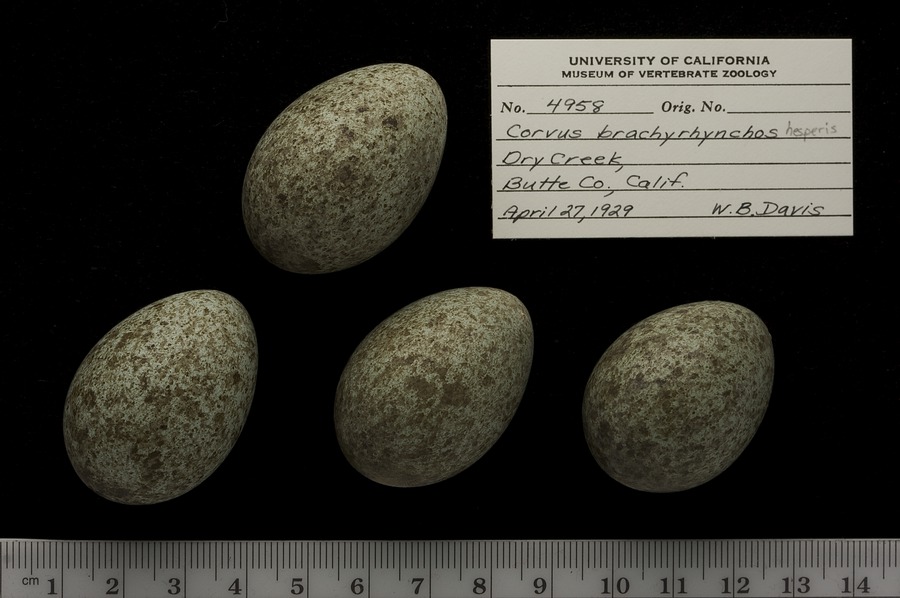 UNIVERSITY OF CALIFORNIA
MUSEUM OF VERTEBRATE ZOOLOGY
No. 4958 Orig. No.
Corvus brachyrhynchos hesperis
Dry Creek,
Butte Co., Calif.
April 27, 1929 W.B. Davis
cm 1 2 3 4 5 6 7 8 9 10 11 12 13 14